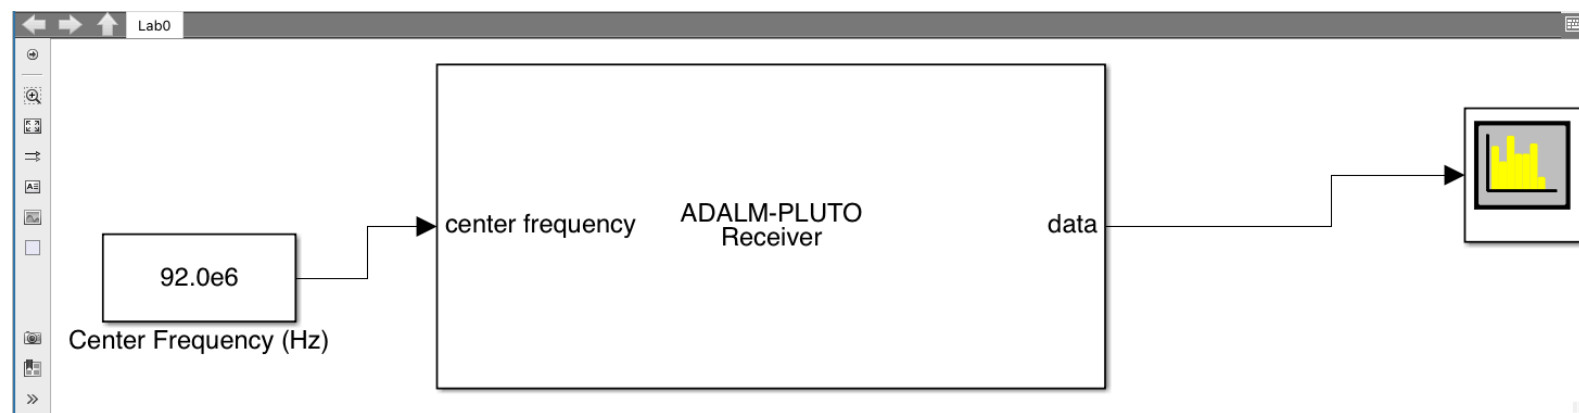 Lab0
center frequency
ADALM-PLUTO
Receiver
data
92.0e6
Center Frequency (Hz)